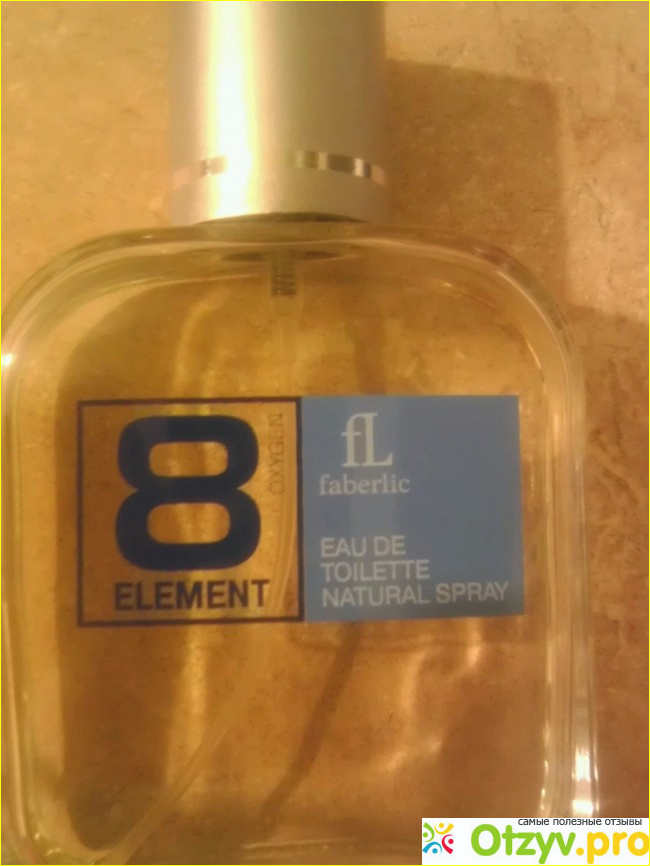 8
OXYGEN
ELEMENT
fL
faberlic
EAU DE
TOILETTE
NATURAL SPRAY
самые полезные отзывы
Otzyv.pro